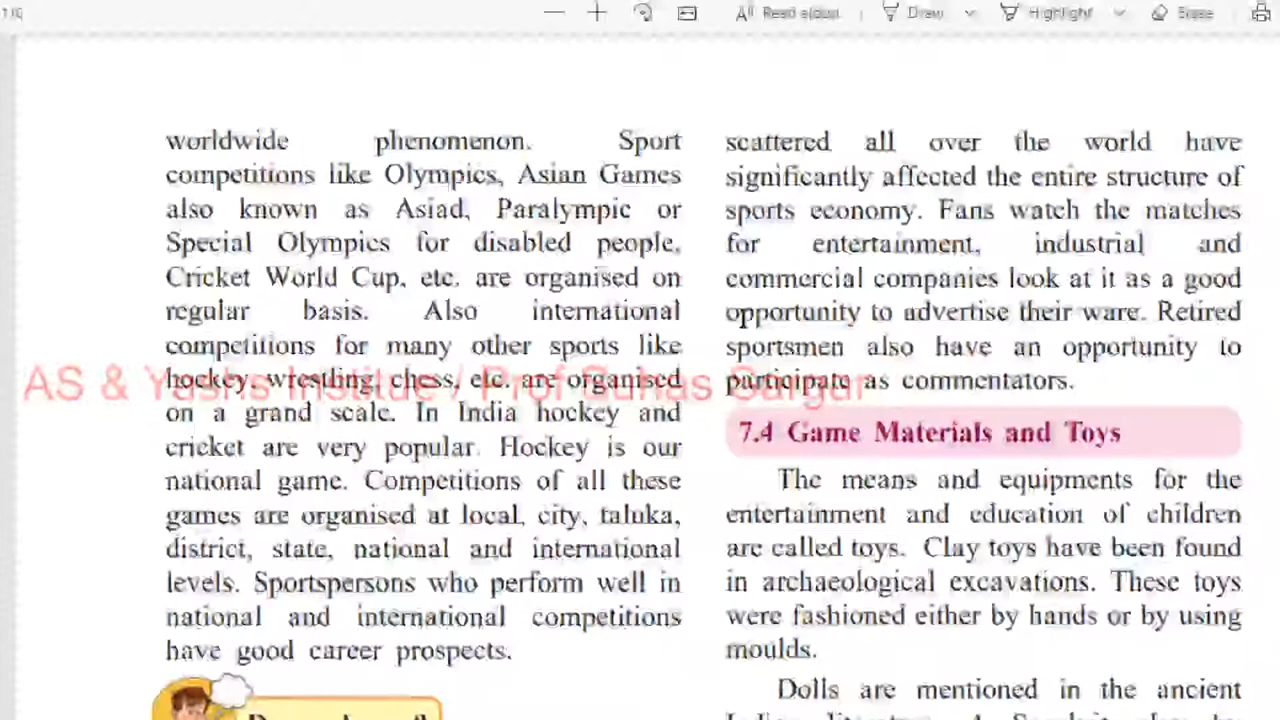 Read aloud
Draw
Highlight
Erase
worldwide phenomenon. Sport
competitions like Olympics, Asian Games
also known as Asiad, Paralympic or
Special Olympics for disabled people,
Cricket World Cup, etc. are organised on
regular basis. Also international
competitions for many other sports like
hockey, wrestling, chess, etc. are organised
on a grand scale. In India hockey and
cricket are very popular. Hockey is our
national game. Competitions of all these
games are organised at local, city, taluka,
district, state, national and international
levels. Sportspersons who perform well in
national and international competitions
have good career prospects.
scattered all over the world have
significantly affected the entire structure of
sports economy. Fans watch the matches
for entertainment, industrial and
commercial companies look at it as a good
opportunity to advertise their ware. Retired
sportsmen also have an opportunity to
participate as commentators.
7.4 Game Materials and Toys
The means and equipments for the
entertainment and education of children
are called toys. Clay toys have been found
in archaeological excavations. These toys
were fashioned either by hands or by using
moulds.
Dolls are mentioned in the ancient
AS & Yashs Institue / Prof Suhas Sargar